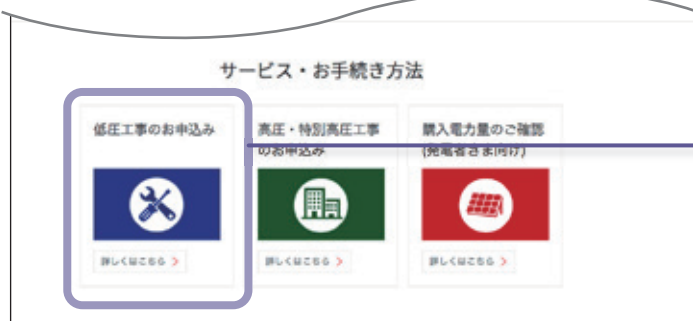 サービス・お手続き方法
低圧工事のお申込み
高圧・特別高圧工事
のお申込み
購入電力量のご確認
(発電者さま向け)
詳しくはこちら >
詳しくはこちら >
詳しくはこちら >